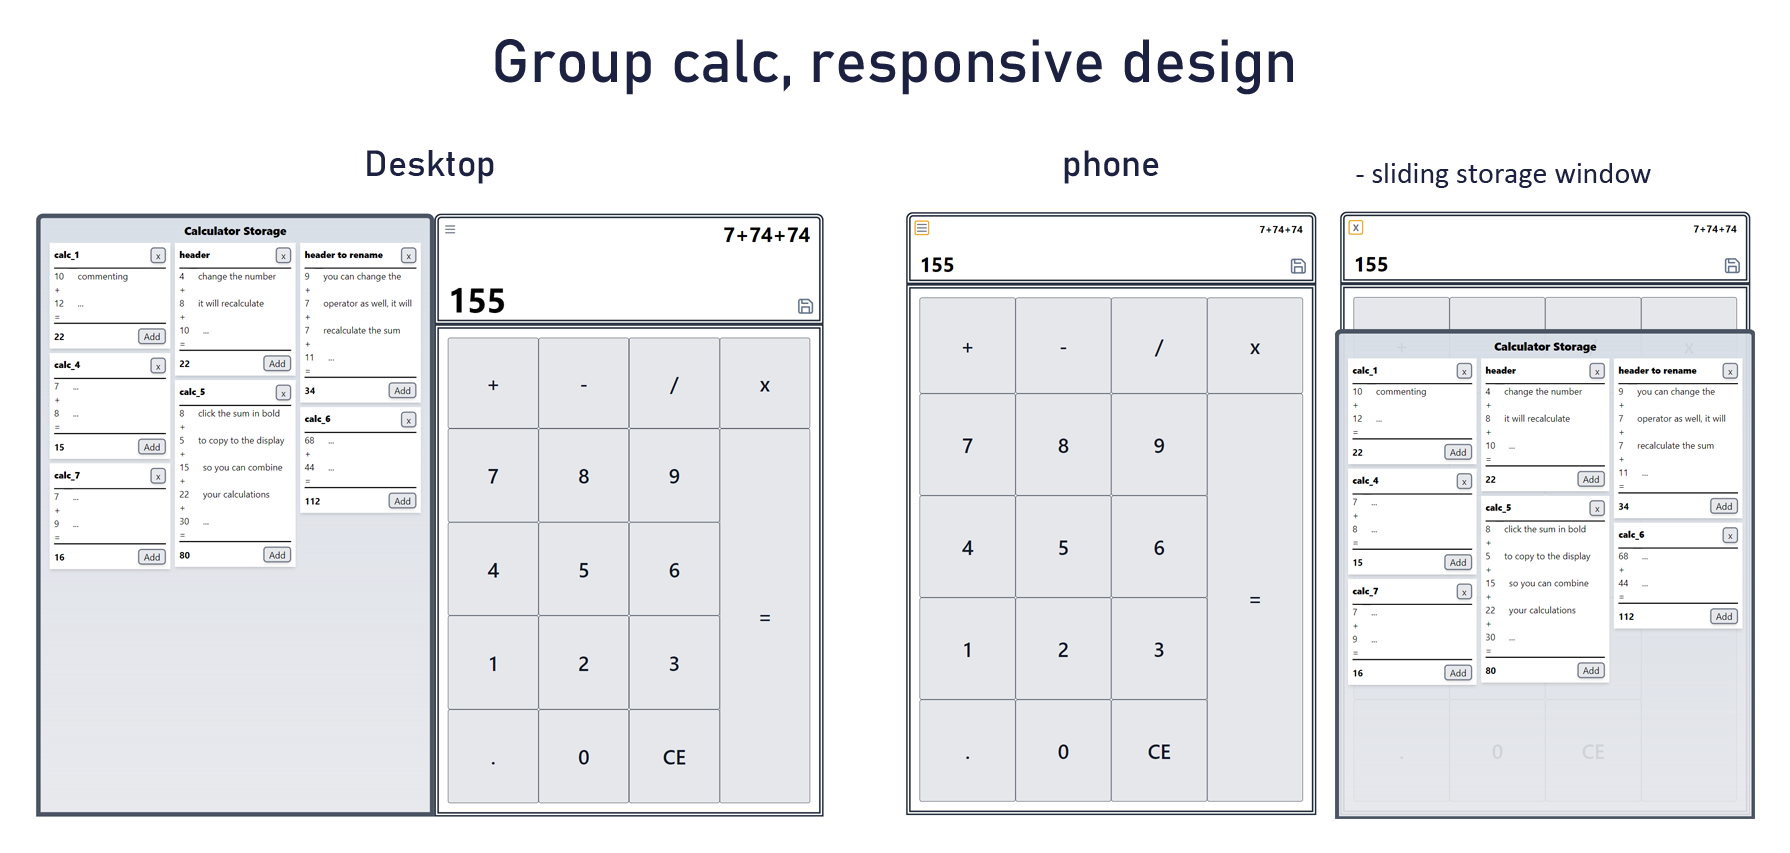 Group calc, responsive design
Desktop
phone
- sliding storage window
Calculator Storage
calc_1
x
10 commenting
+
12 ...
=
22
Add
calc_4
x
7 ...
+
8 ...
=
15
Add
calc_7
x
7 ...
+
9 ...
=
16
Add
header
x
4 change the number
+
8 it will recalculate
+
10 ...
=
22
Add
calc_5
x
8 click the sum in bold
+
5 to copy to the display
+
15 so you can combine
+
22 your calculations
+
30 ...
=
80
Add
header to rename
x
9 you can change the
+
7 operator as well, it will
+
7 recalculate the sum
+
11 ...
=
34
Add
calc_6
x
68 ...
+
44 ...
=
112
Add
7+74+74
155
+ - / x
7 8 9
4 5 6
=
1 2 3
. 0 CE
7+74+74
155
+ - / x
7 8 9
4 5 6
=
1 2 3
. 0 CE
x
7+74+74
155
+ x
Calculator Storage
calc_1
x
10 commenting
+
12 ...
=
22
Add
calc_4
x
7 ...
+
8 ...
=
15
Add
calc_7
x
7 ...
+
9 ...
=
16
Add
header
x
4 change the number
+
8 it will recalculate
+
10 ...
=
22
Add
calc_5
x
8 click the sum in bold
+
5 to copy to the display
+
15 so you can combine
+
22 your calculations
+
30 ...
=
80
Add
header to rename
x
9 you can change the
+
7 operator as well, it will
+
7 recalculate the sum
+
11 ...
=
34
Add
calc_6
x
68 ...
+
44 ...
=
112
Add
. 0 CE